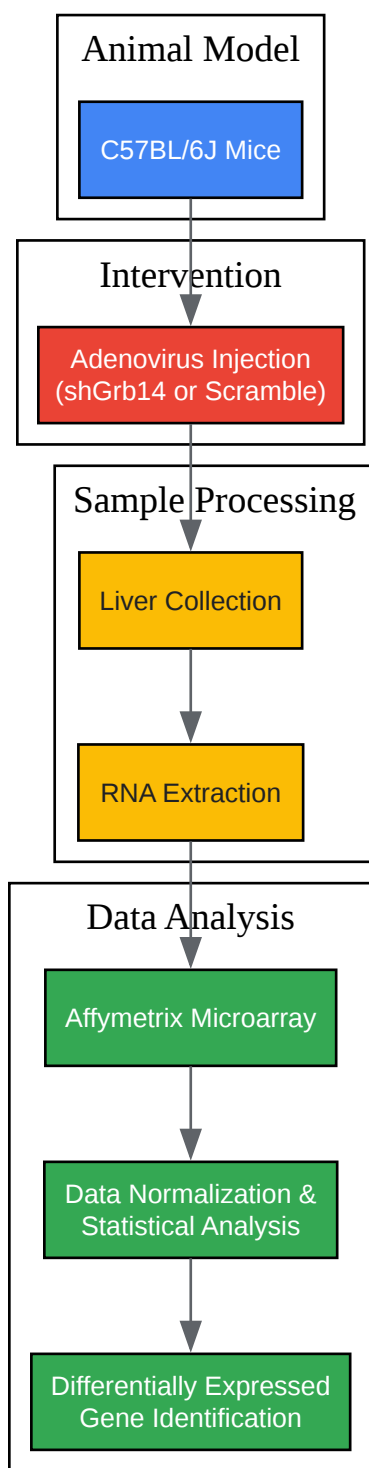 Animal Model
C57BL/6J Mice
Intervention
Adenovirus Injection
(shGrb14 or Scramble)
Sample Processing
Liver Collection
RNA Extraction
Data Analysis
Affymetrix Microarray
Data Normalization &
Statistical Analysis
Differentially Expressed
Gene Identification